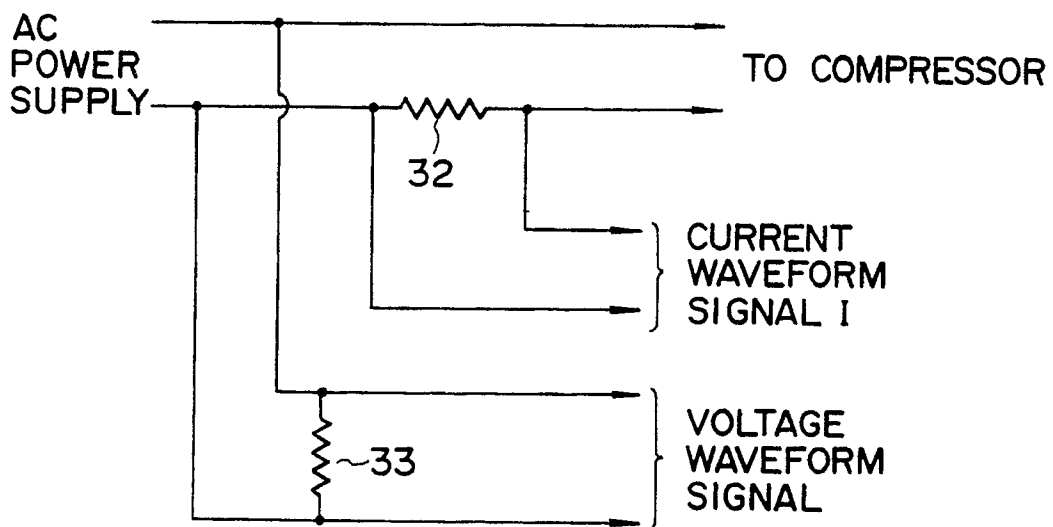 AC
POWER
SUPPLY
TO COMPRESSOR
32
CURRENT
WAVEFORM
SIGNAL I
33
VOLTAGE
WAVEFORM
SIGNAL